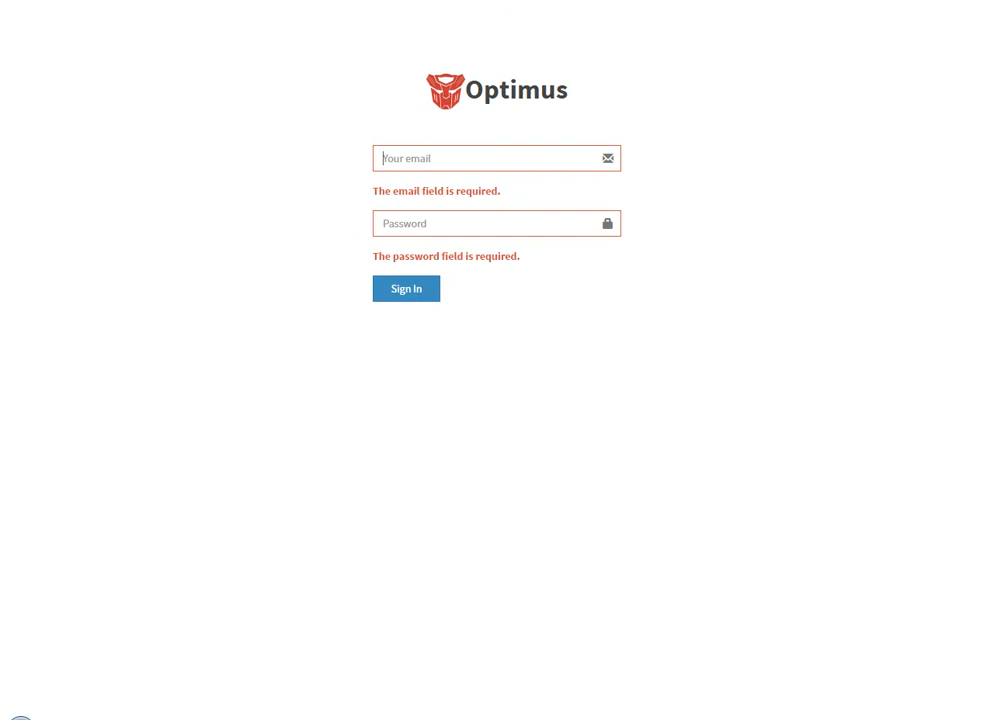 Optimus
Your email
The email field is required.
Password
The password field is required.
Sign In